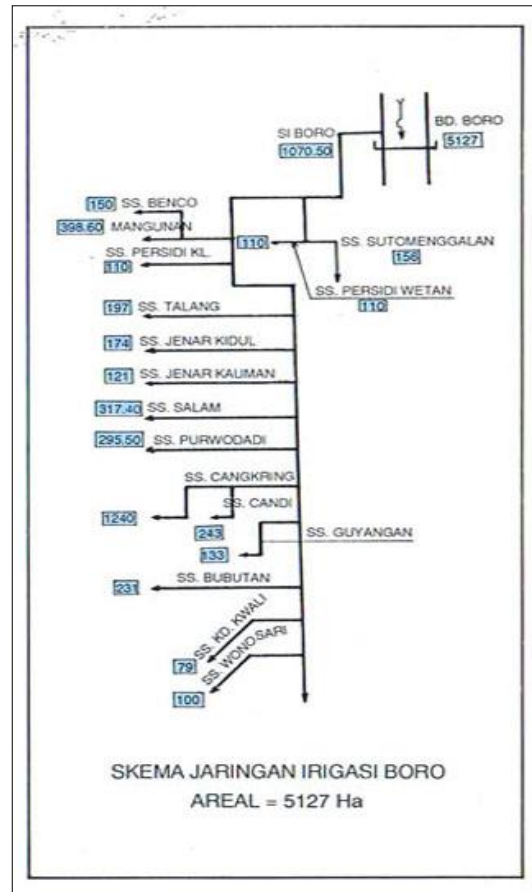 BD. BORO
5127
SI BORO
1070.50
150 SS. BENCO
398.60 MANGUNAN
110
SS. SUTOMENGGALAN
156
SS. PERSIDI KL.
110
SS. PERSIDI WETAN
110
197 SS. TALANG
174 SS. JENAR KIDUL
121 SS. JENAR KAUMAN
317.40 SS. SALAM
295.50 SS. PURWODADI
SS. CANGKRING
SS. CANDI
1240
243
SS. GUYANGAN
133
SS. BUBUTAN
231
SS. KD. KWALI
79
SS. WONOSARI
100
SKEMA JARINGAN IRIGASI BORO
AREAL = 5127 Ha